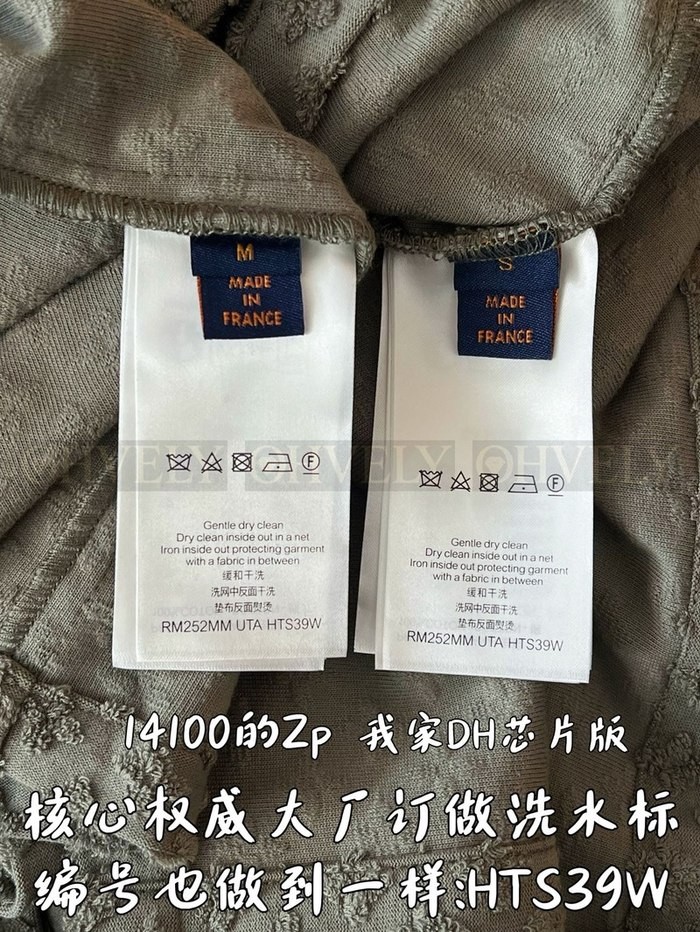 M
MADE
IN
FRANCE
S
MADE
IN
FRANCE
OHVELY OHVELY OHVELY
Gentle dry clean
Dry clean inside out in a net
Iron inside out protecting garment
with a fabric in between
缓和干洗
洗网中反面干洗
垫布反面熨烫
RM252MM UTA HTS39W
Gentle dry clean
Dry clean inside out in a net
Iron inside out protecting garment
with a fabric in between
缓和干洗
洗网中反面干洗
垫布反面熨烫
RM252MM UTA HTS39W
14100的Zp 我家DH芯片版
核心权威大厂订做洗水标
编号也做到一样:HTS39W